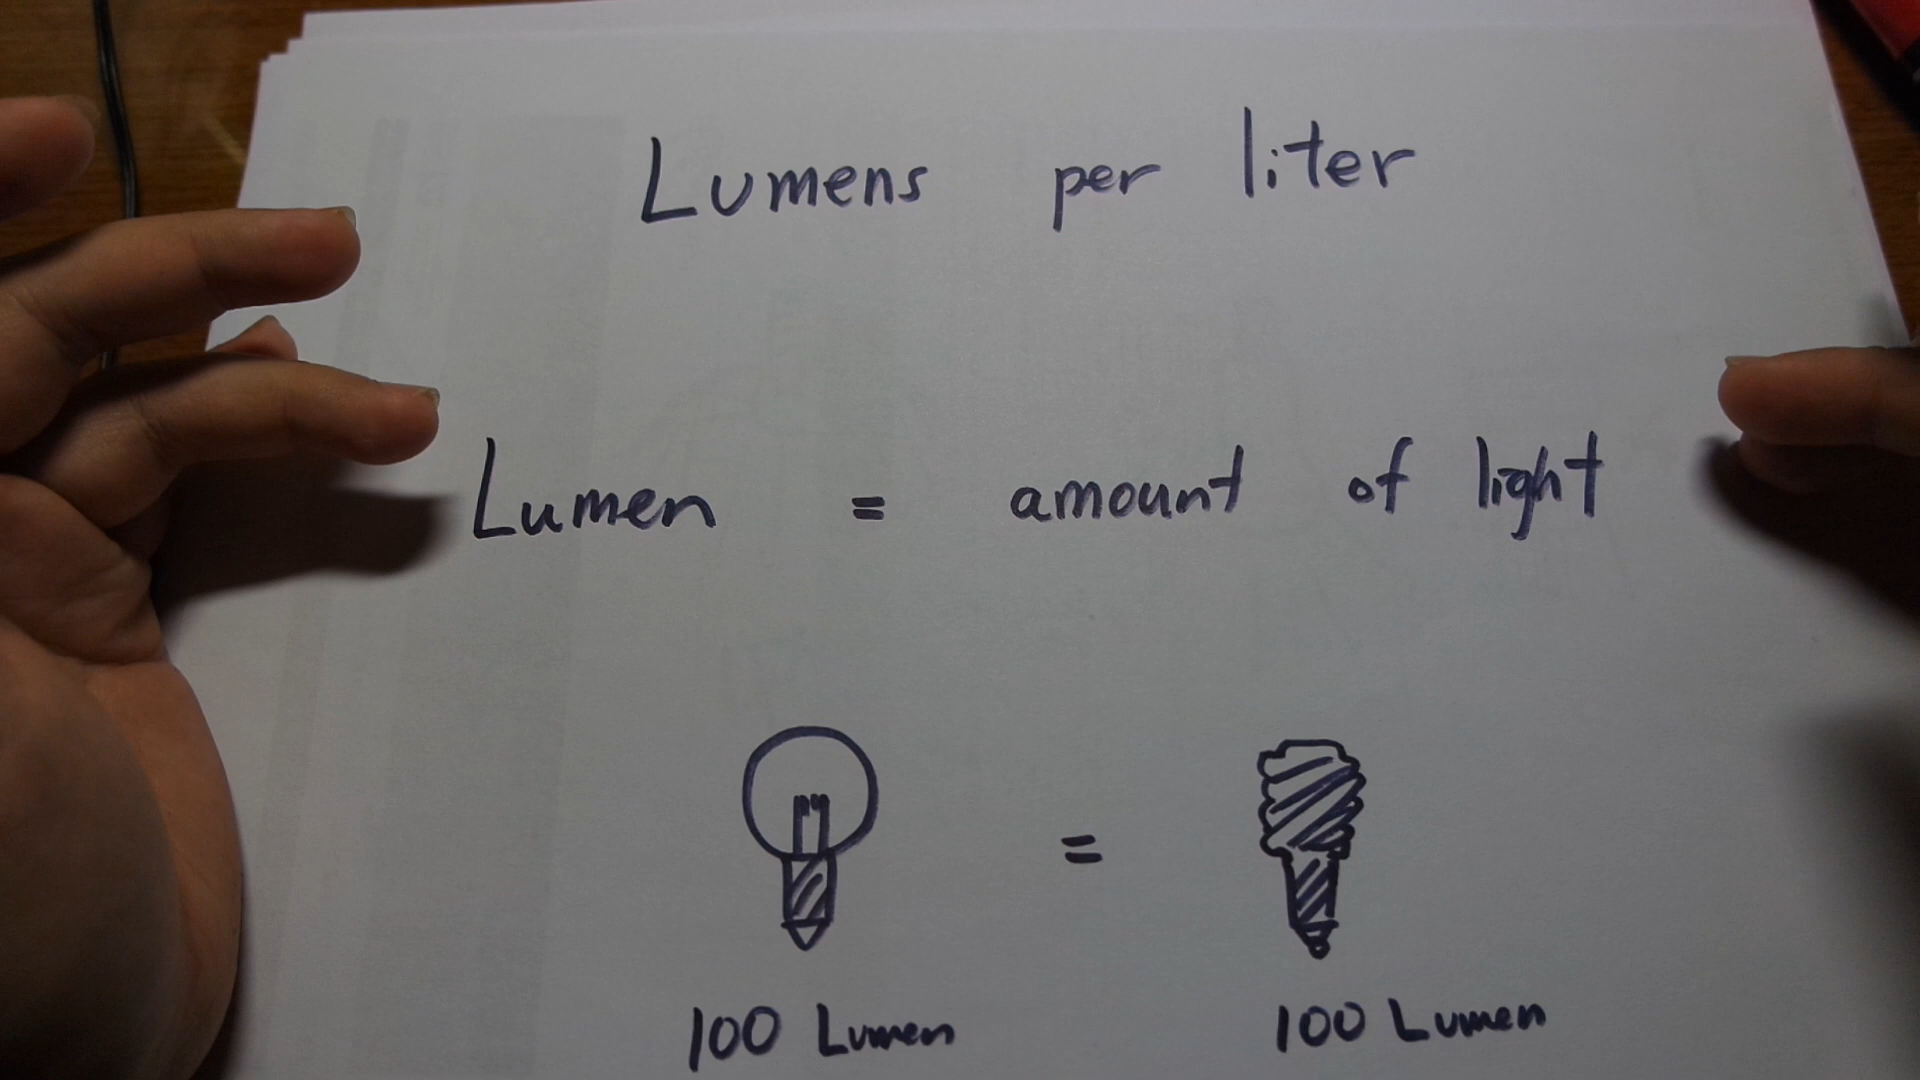 Lumens per liter
Lumen = amount of light
=
100 Lumen 100 Lumen